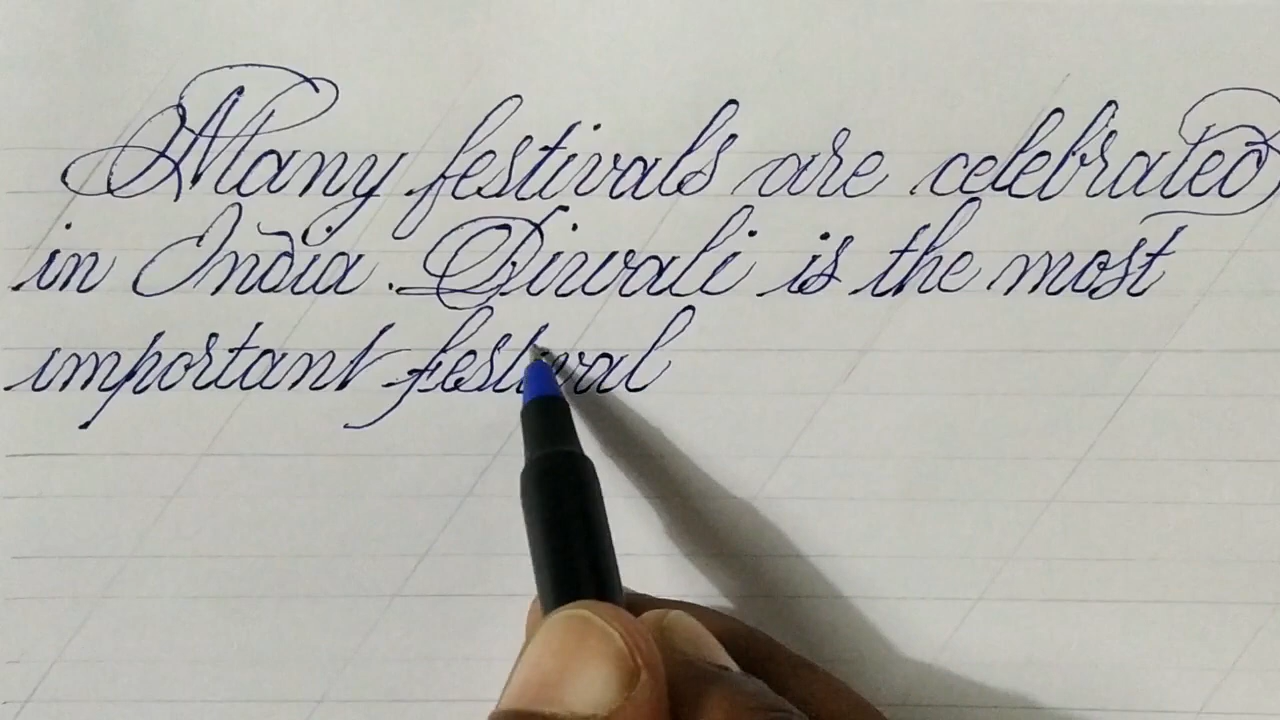 Many festivals are celebrated
in India. Diwali is the most
important festival